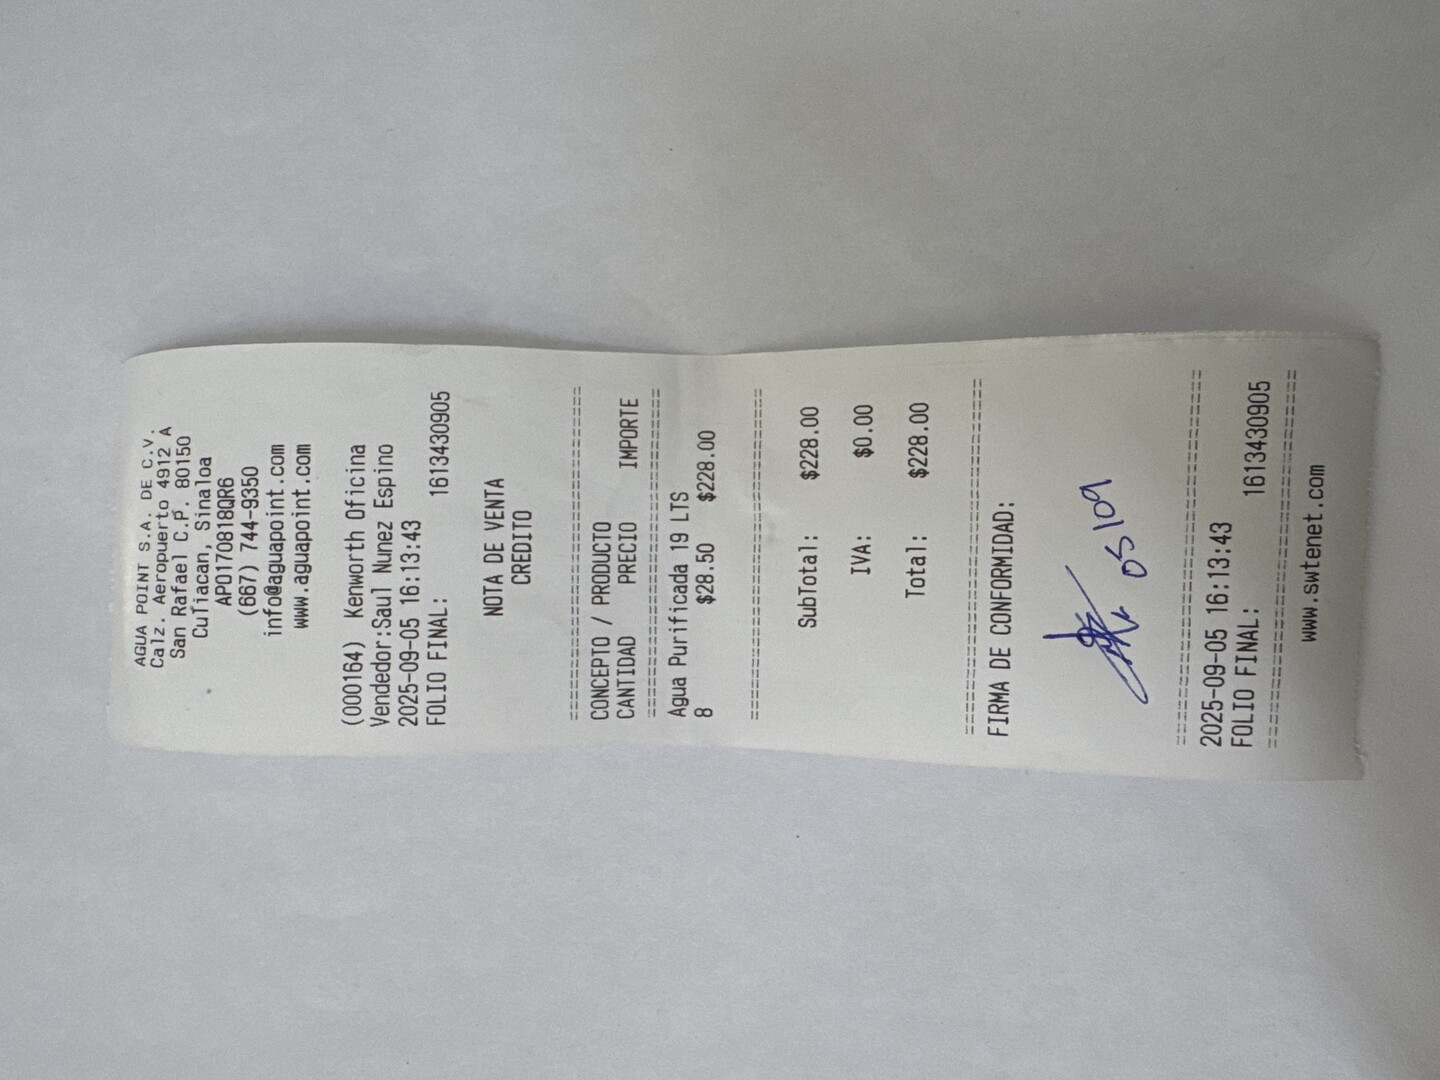 AGUA POINT S.A. DE C.V.
Calz. Aeropuerto 4912 A
San Rafael C.P. 80150
Culiacan, Sinaloa
APO170818QR6
(667) 744-9350
info@aguapoint.com
www.aguapoint.com
(000164) Kenworth Oficina
Vendedor:Saul Nunez Espino
2025-09-05 16:13:43
FOLIO FINAL: 1613430905
NOTA DE VENTA
CREDITO
==============================
CONCEPTO / PRODUCTO
CANTIDAD PRECIO IMPORTE
==============================
Agua Purificada 19 LTS
8 $28.50 $228.00
==============================
SubTotal: $228.00
IVA: $0.00
Total: $228.00
==============================
FIRMA DE CONFORMIDAD:
05/09
==============================
2025-09-05 16:13:43
FOLIO FINAL: 1613430905
==============================
www.swtenet.com